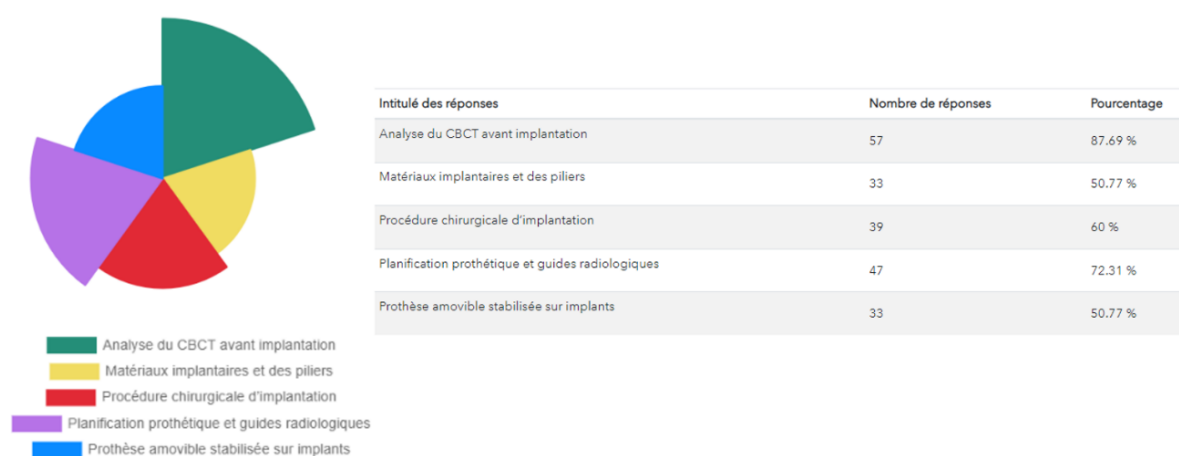 Intitulé des réponses Nombre de réponses Pourcentage
Analyse du CBCT avant implantation 57 87.69 %
Matériaux implantaires et des piliers 33 50.77 %
Procédure chirurgicale d'implantation 39 60 %
Planification prothétique et guides radiologiques 47 72.31 %
Prothèse amovible stabilisée sur implants 33 50.77 %
Analyse du CBCT avant implantation
Matériaux implantaires et des piliers
Procédure chirurgicale d'implantation
Planification prothétique et guides radiologiques
Prothèse amovible stabilisée sur implants